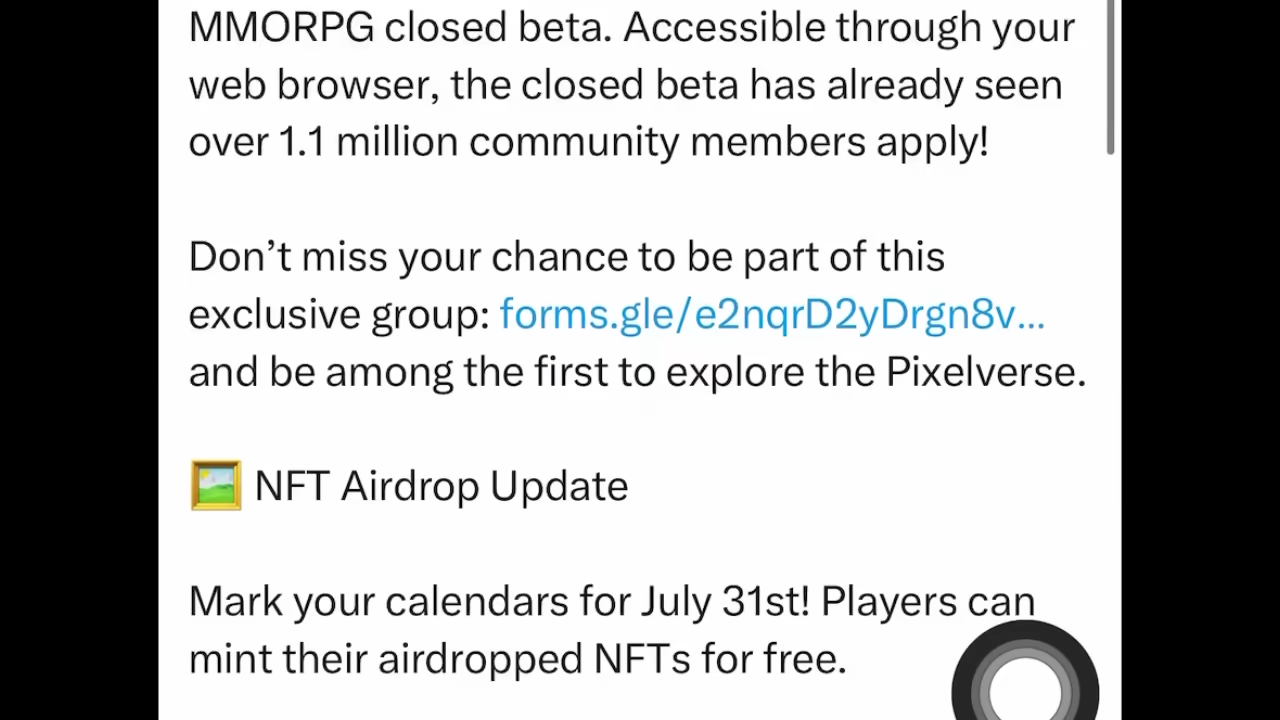 MMORPG closed beta. Accessible through your
web browser, the closed beta has already seen
over 1.1 million community members apply!
Don’t miss your chance to be part of this
exclusive group: forms.gle/e2nqrD2yDrgn8v...
and be among the first to explore the Pixelverse.
🖼️ NFT Airdrop Update
Mark your calendars for July 31st! Players can
mint their airdropped NFTs for free.